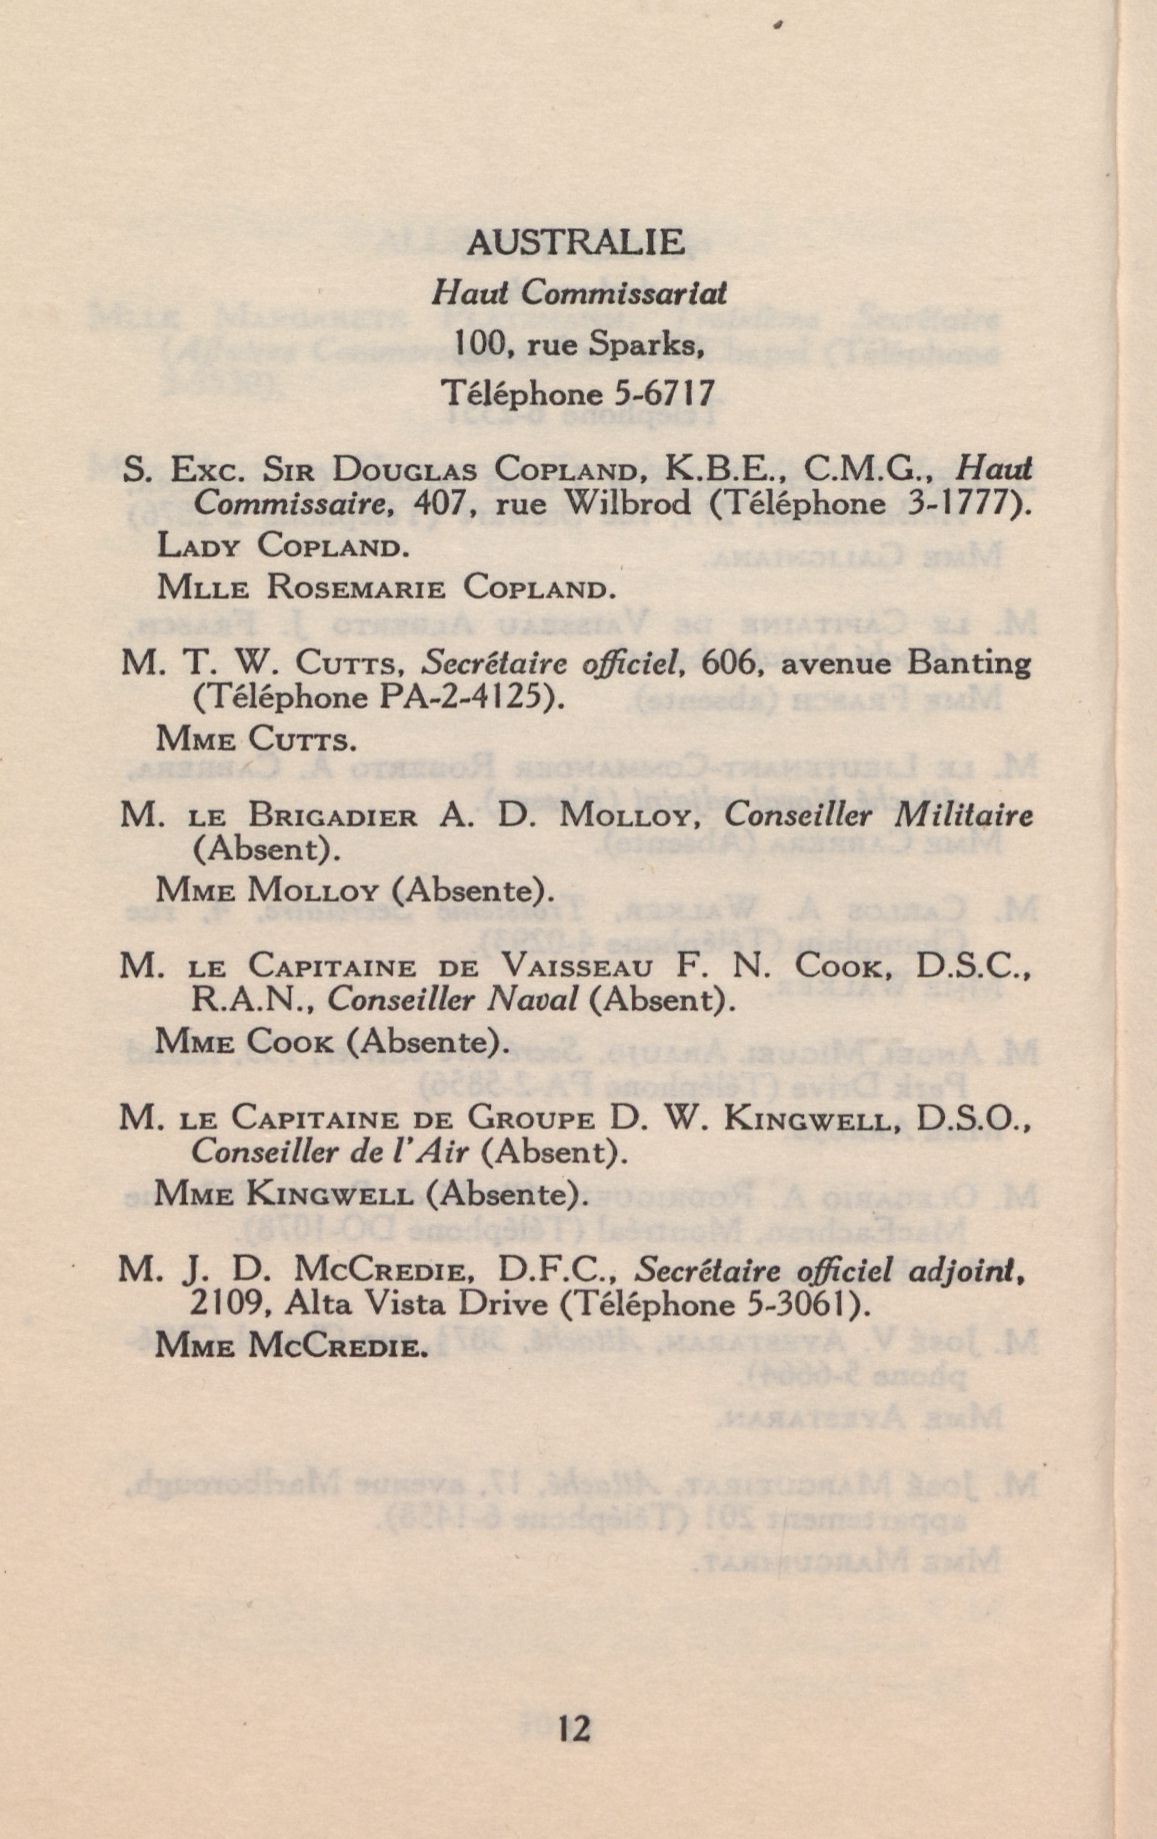 AUSTRALIE
Haut Commissariat
100, rue Sparks,
Téléphone 5-6717
S. Exc. Sir Douglas Copland, K.B.E., C.M.G., Haut
Commissaire, 407, rue Wilbrod (Téléphone 3-1777).
Lady Copland.
Mlle Rosemarie Copland.
M. T. W. Cutts, Secrétaire officiel, 606, avenue Banting
(Téléphone PA-2-4125).
Mme Cutts.
M. le Brigadier A. D. Molloy, Conseiller Militaire
(Absent).
Mme Molloy (Absente).
M. le Capitaine de Vaisseau F. N. Cook, D.S.C.,
R.A.N., Conseiller Naval (Absent).
Mme Cook (Absente).
M. le Capitaine de Groupe D. W. Kingwell, D.S.O.,
Conseiller de l'Air (Absent).
Mme Kingwell (Absente).
M. J. D. McCredie, D.F.C., Secrétaire officiel adjoint,
2109, Alta Vista Drive (Téléphone 5-3061).
Mme McCredie.
12